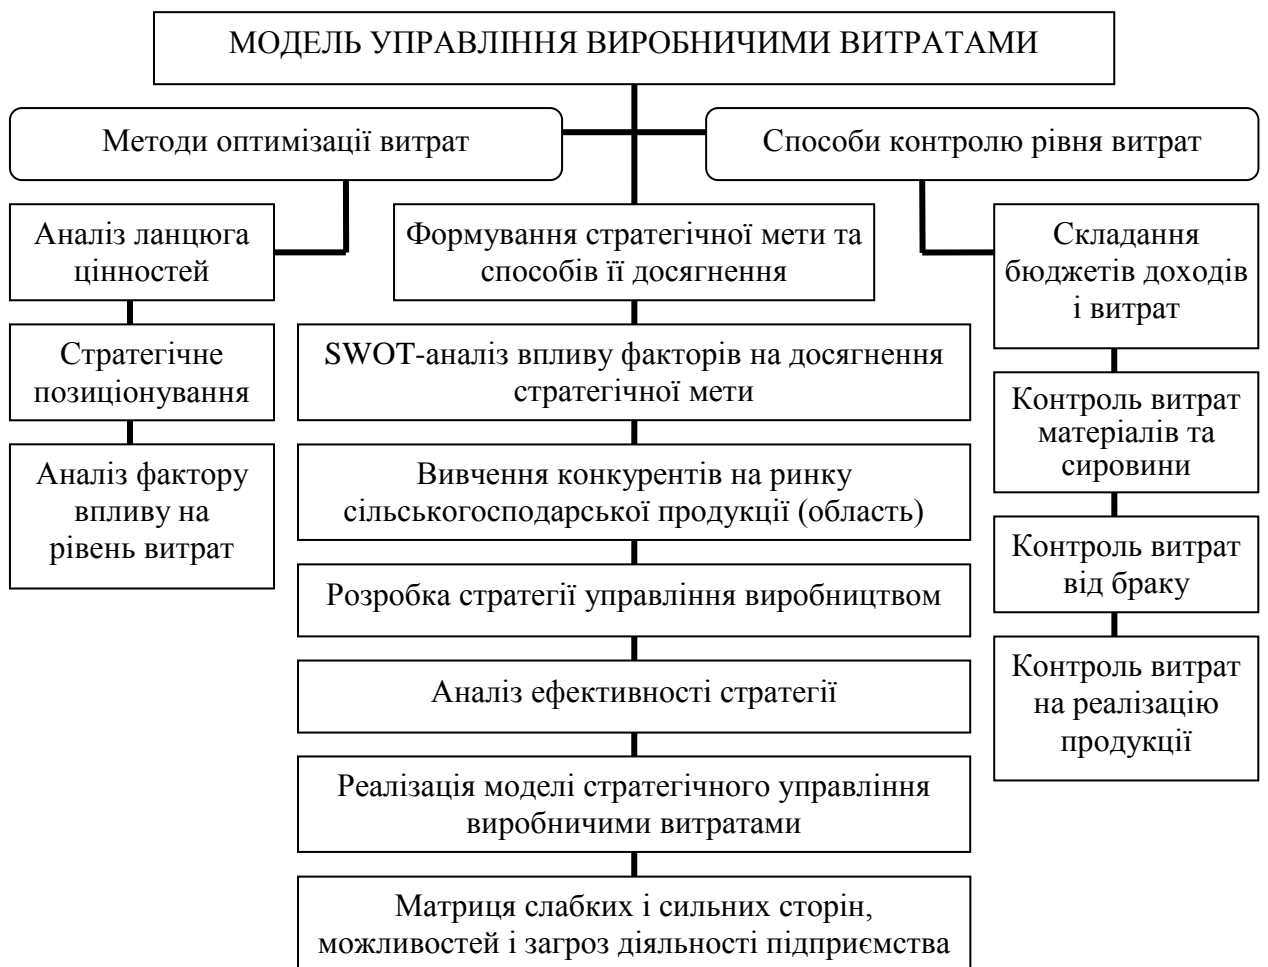 МОДЕЛЬ УПРАВЛІННЯ ВИРОБНИЧИМИ ВИТРАТАМИ
Методи оптимізації витрат
Способи контролю рівня витрат
Аналіз ланцюга
цінностей
Стратегічне
позиціонування
Аналіз фактору
впливу на
рівень витрат
Формування стратегічної мети та
способів її досягнення
SWOT-аналіз впливу факторів на досягнення
стратегічної мети
Вивчення конкурентів на ринку
сільськогосподарської продукції (область)
Розробка стратегії управління виробництвом
Аналіз ефективності стратегії
Реалізація моделі стратегічного управління
виробничими витратами
Матриця слабких і сильних сторін,
можливостей і загроз діяльності підприємства
Складання
бюджетів доходів
і витрат
Контроль витрат
матеріалів та
сировини
Контроль витрат
від браку
Контроль витрат
на реалізацію
продукції